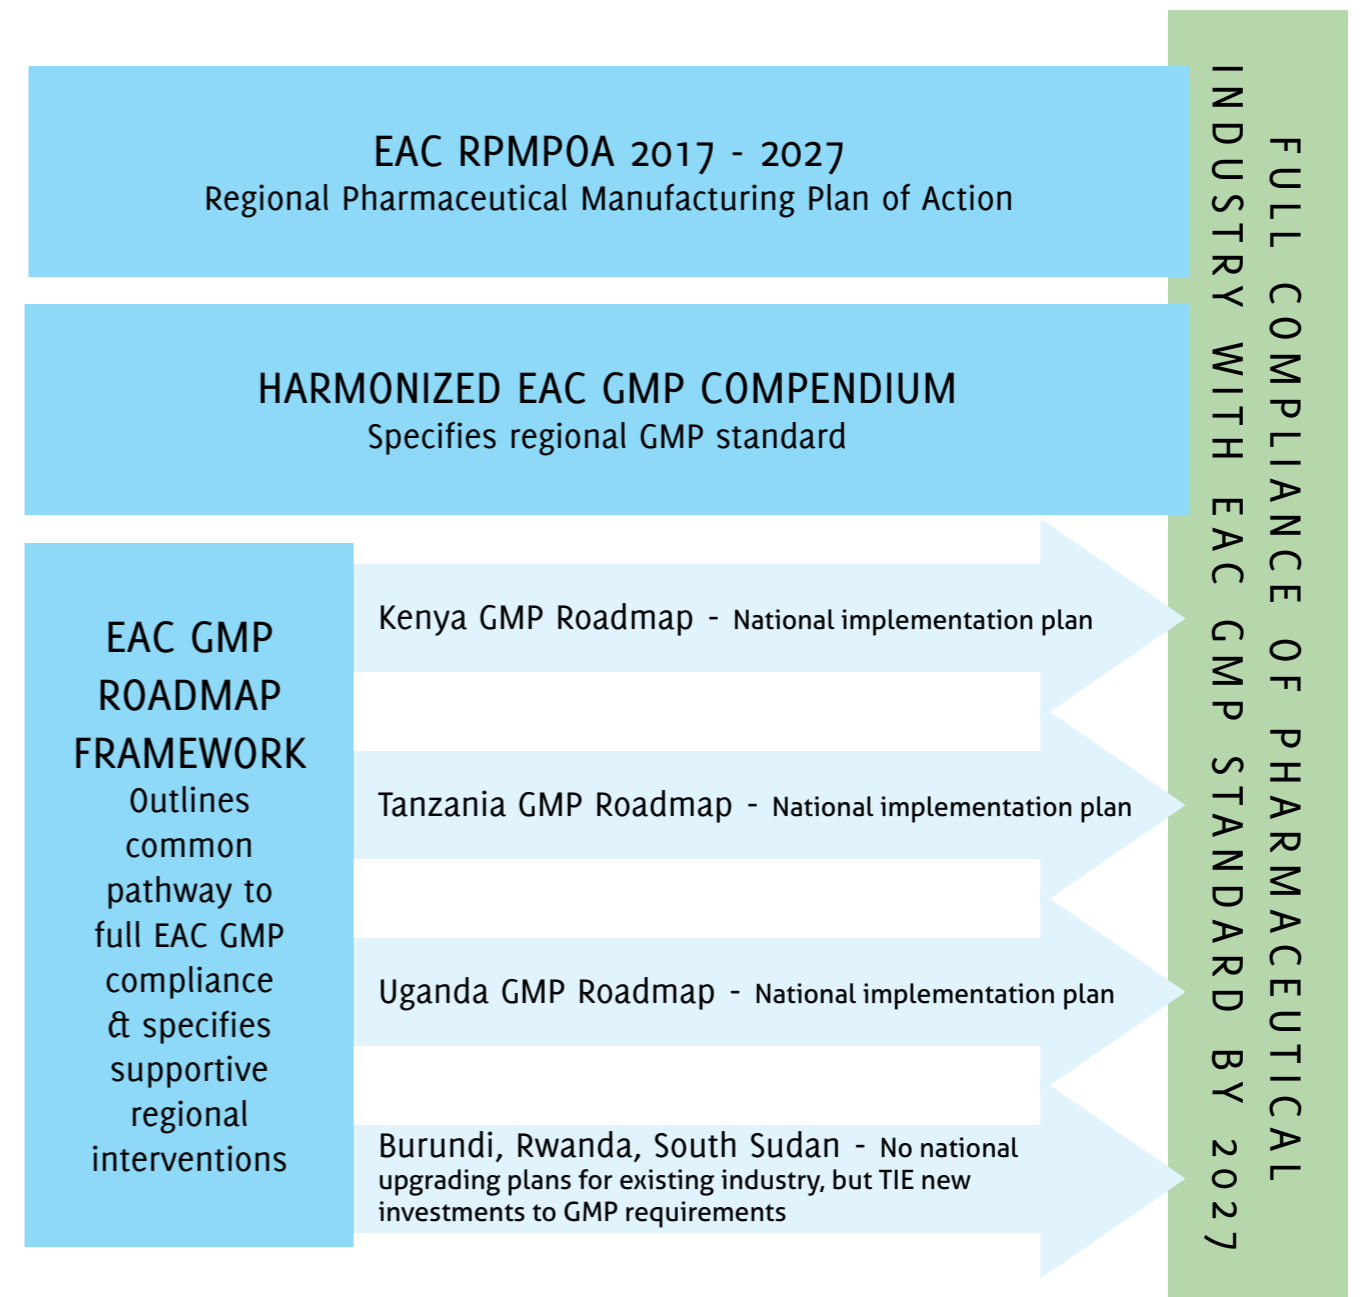 EAC RPMPOA 2017 - 2027
Regional Pharmaceutical Manufacturing Plan of Action
HARMONIZED EAC GMP COMPENDIUM
Specifies regional GMP standard
EAC GMP
ROADMAP
FRAMEWORK
Outlines
common
pathway to
full EAC GMP
compliance
& specifies
supportive
regional
interventions
Kenya GMP Roadmap - National implementation plan
Tanzania GMP Roadmap - National implementation plan
Uganda GMP Roadmap - National implementation plan
Burundi, Rwanda, South Sudan - No national
upgrading plans for existing industry, but TIE new
investments to GMP requirements
FULL COMPLIANCE OF PHARMACEUTICAL
INDUSTRY WITH EAC GMP STANDARD BY 2027